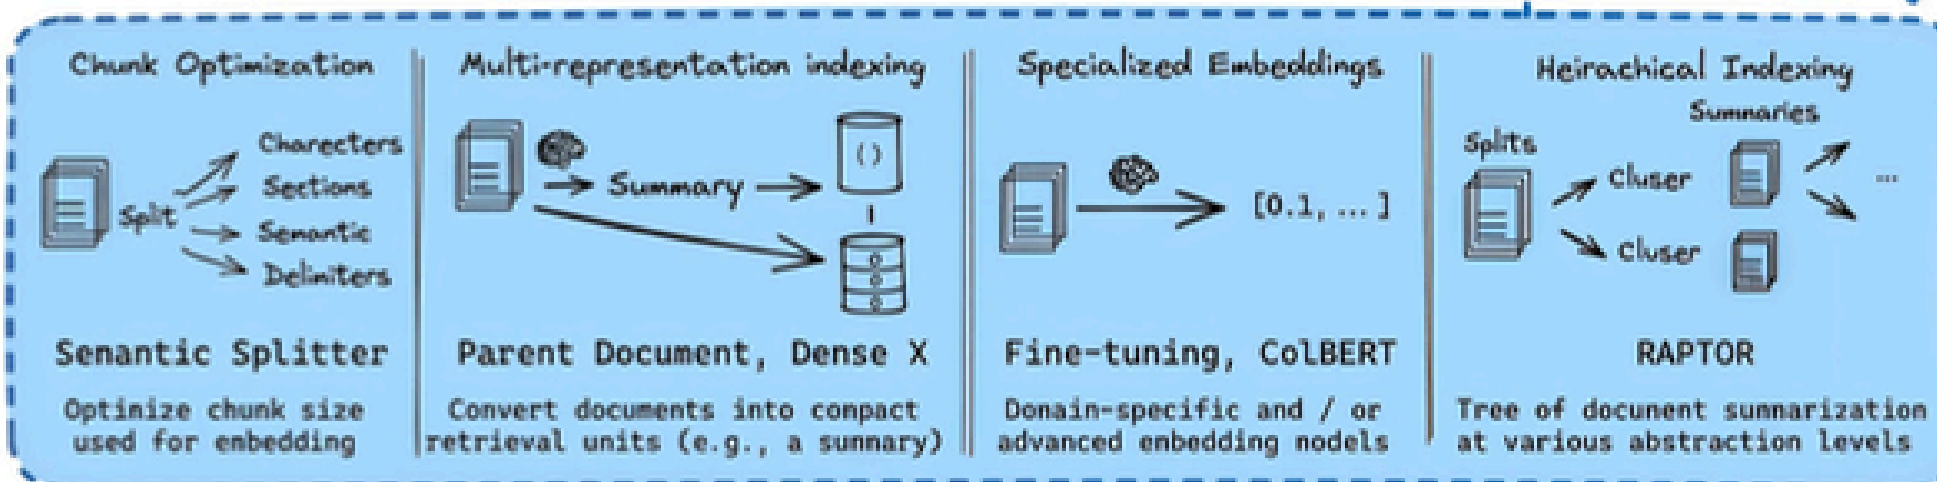 Chunk Optimization
Charecters
Sections
Split
Semantic
Delimiters
Semantic Splitter
Optimize chunk size
used for embedding
Multi-representation indexing
()
Summary
Parent Document, Dense X
Convert documents into compact
retrieval units (e.g., a summary)
Specialized Embeddings
[0.1, ... ]
Fine-tuning, ColBERT
Domain-specific and / or
advanced embedding models
Heirachical Indexing
Summaries
Splits
Cluser
...
Cluser
RAPTOR
Tree of document summarization
at various abstraction levels